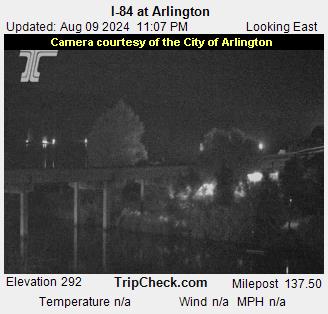 I-84 at Arlington
Updated: Aug 09 2024 11:07 PM Looking East
Camera courtesy of the City of Arlington
Elevation 292 TripCheck.com Milepost 137.50
Temperature n/a Wind n/a MPH n/a